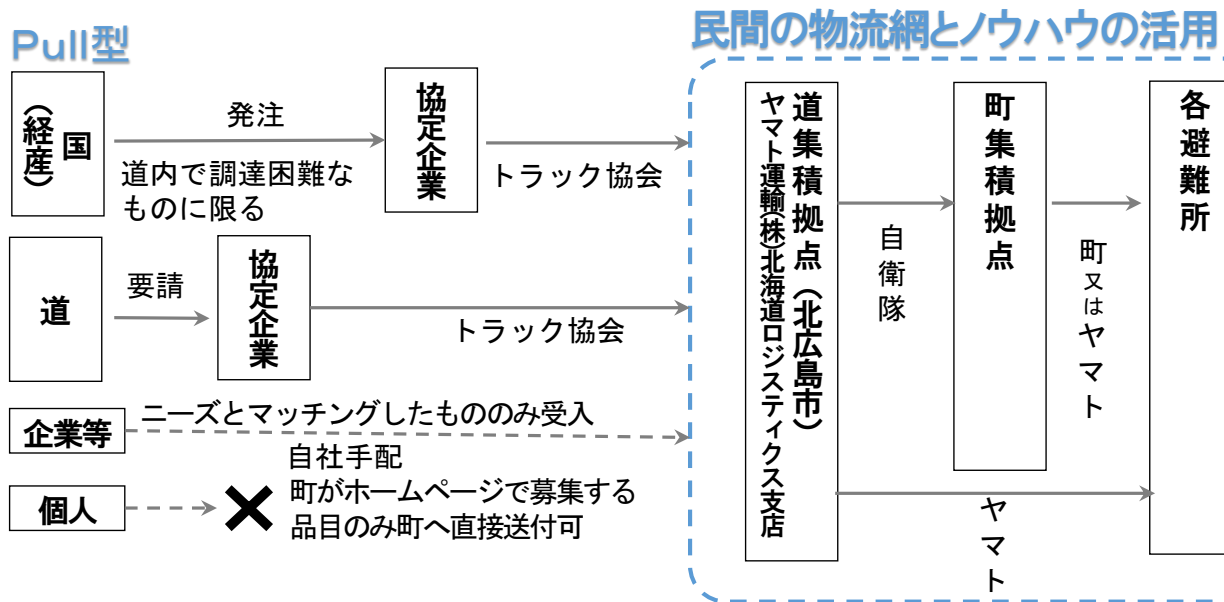 Pull型
民間の物流網とノウハウの活用
国
(経産)
発注
道内で調達困難な
ものに限る
協定企業
トラック協会
道
要請
協定企業
トラック協会
企業等
ニーズとマッチングしたもののみ受入
自社手配
個人
町がホームページで募集する
品目のみ町へ直接送付可
道集積拠点(北広島市)
ヤマト運輸(株)北海道ロジスティクス支店
自衛隊
町集積拠点
町又はヤマト
各避難所
ヤマト